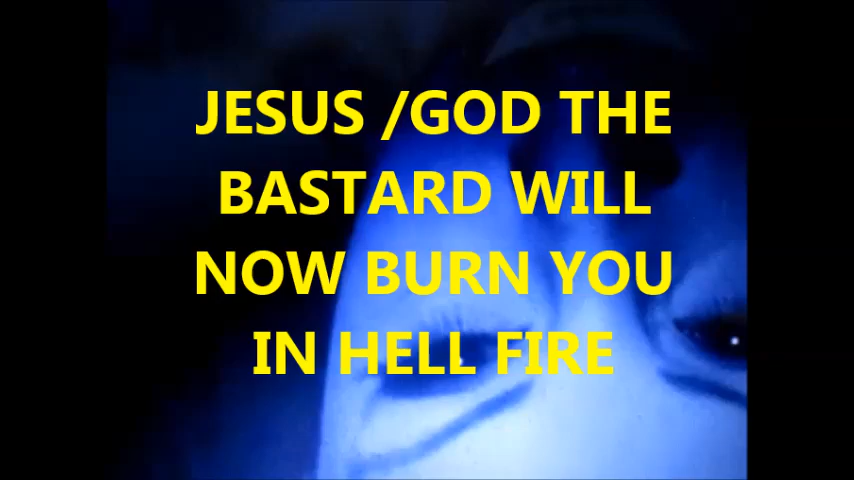 JESUS /GOD THE
BASTARD WILL
NOW BURN YOU
IN HELL FIRE